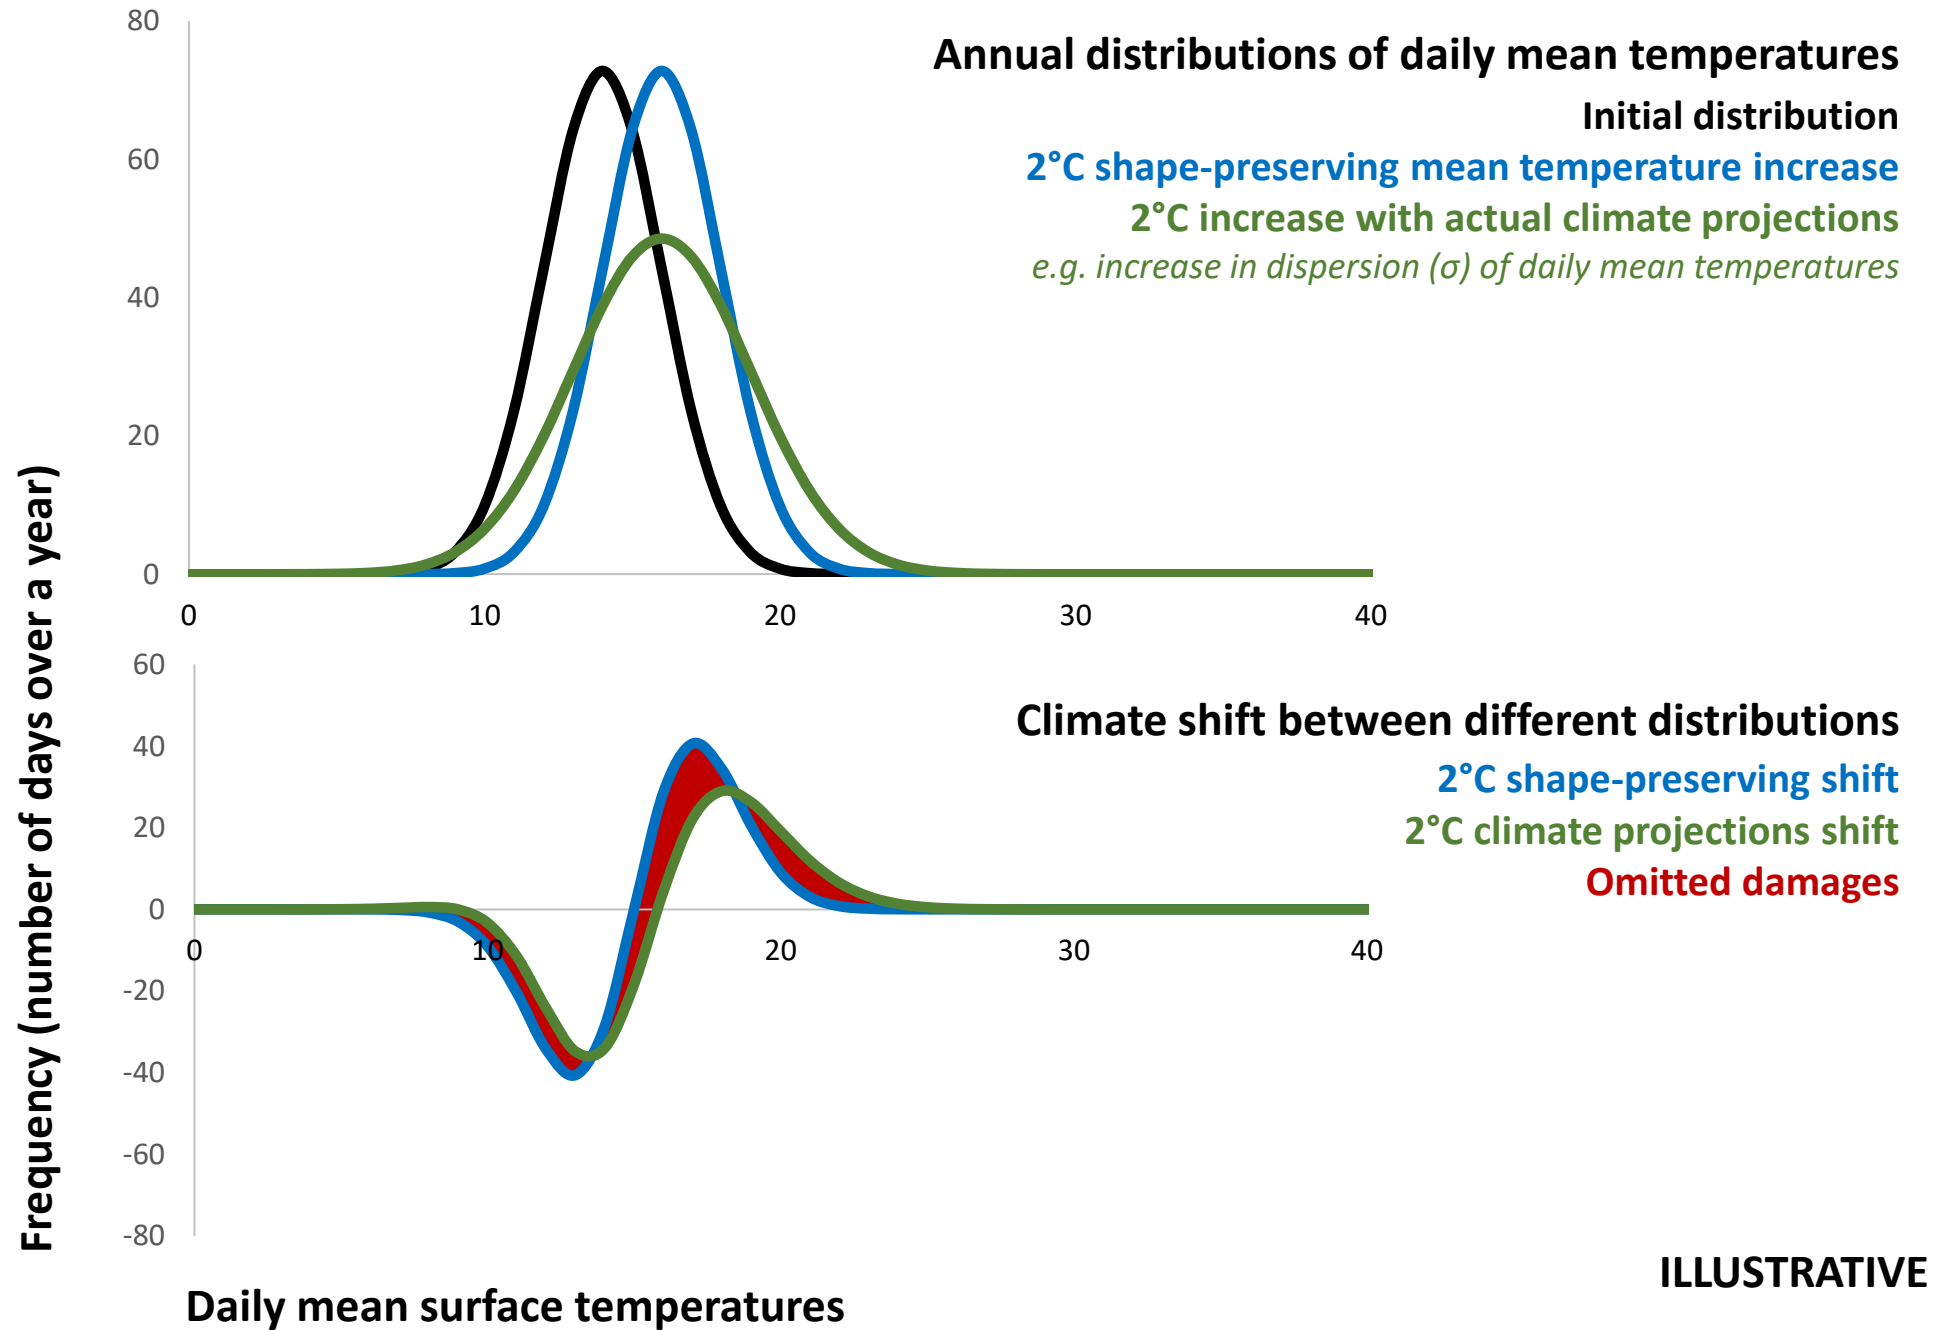 80
60
40
20
0
0 10 20 30 40
Annual distributions of daily mean temperatures
Initial distribution
2°C shape-preserving mean temperature increase
2°C increase with actual climate projections
e.g. increase in dispersion (σ) of daily mean temperatures
Frequency (number of days over a year)
60
40
20
0
-20
-40
-60
-80
0 10 20 30 40
Climate shift between different distributions
2°C shape-preserving shift
2°C climate projections shift
Omitted damages
ILLUSTRATIVE
Daily mean surface temperatures